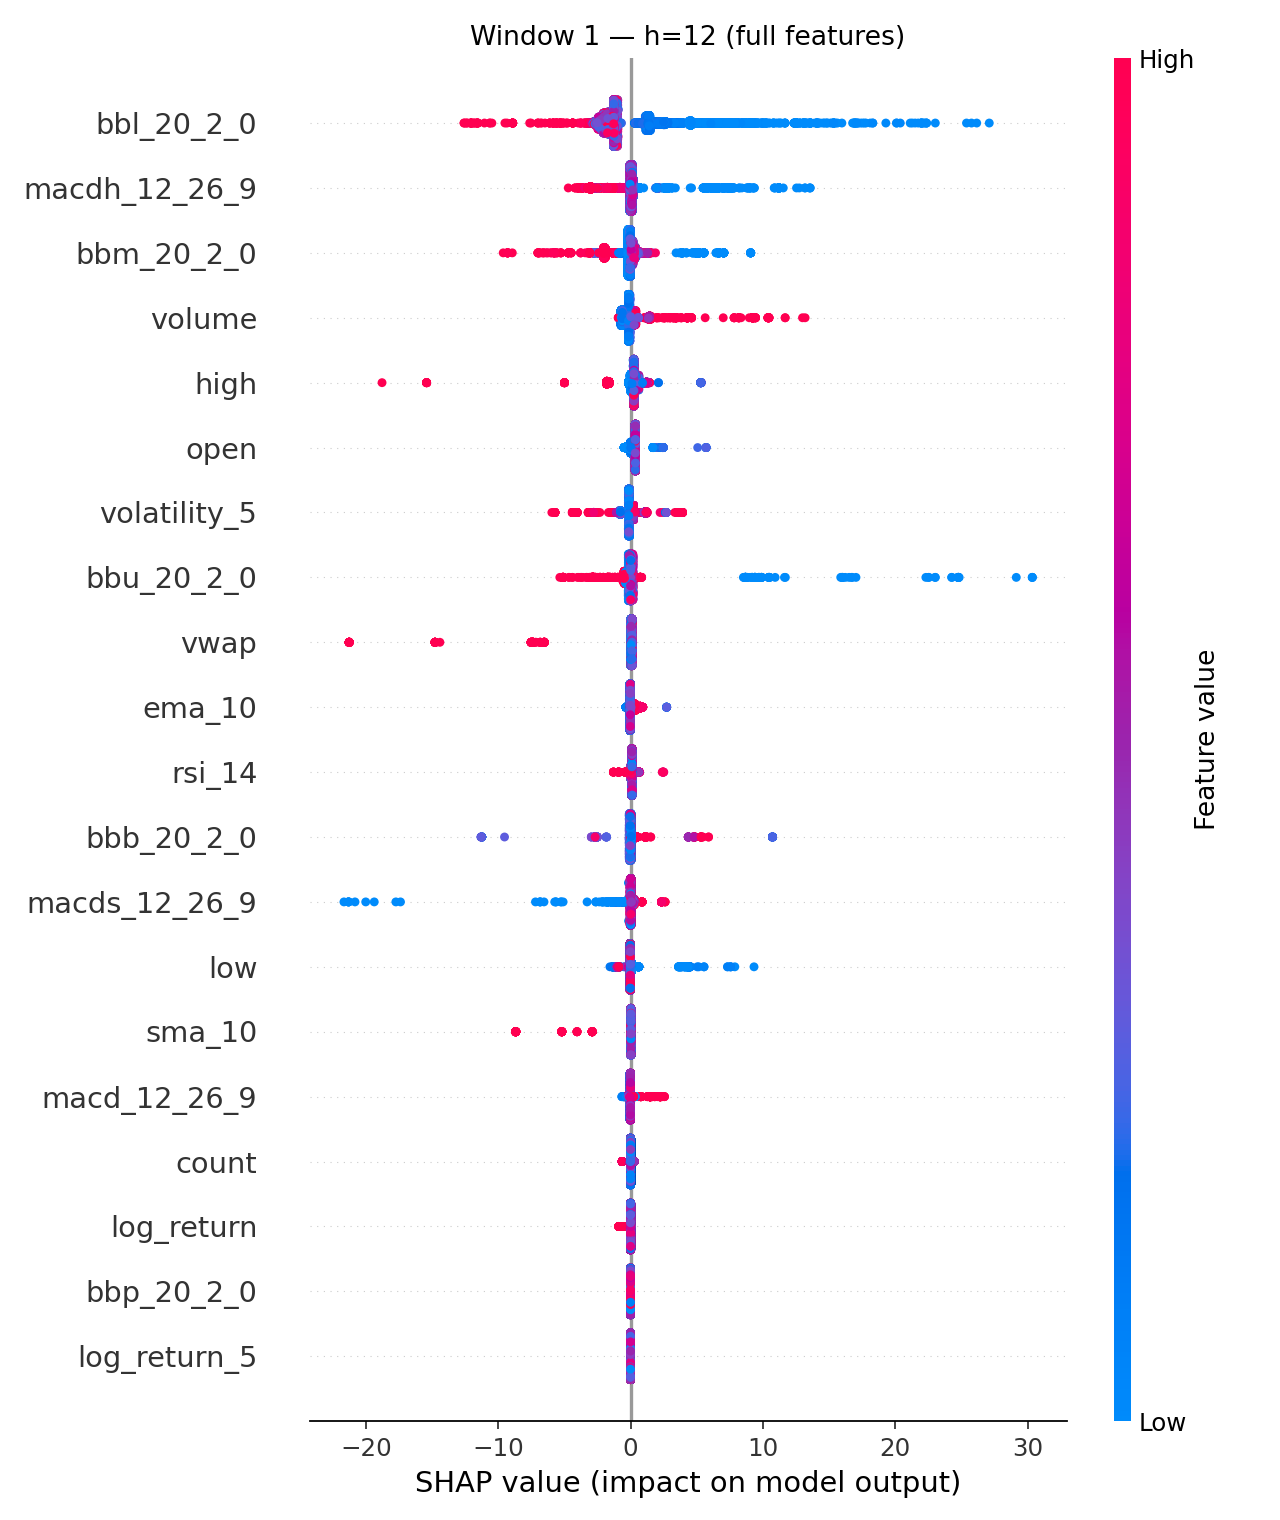 Window 1 — h=12 (full features)
High
bbl_20_2_0
macdh_12_26_9
bbm_20_2_0
volume
high
open
volatility_5
bbu_20_2_0
vwap
ema_10
rsi_14
bbb_20_2_0
macds_12_26_9
low
sma_10
macd_12_26_9
count
log_return
bbp_20_2_0
log_return_5
Feature value
Low
−20 −10 0 10 20 30
SHAP value (impact on model output)